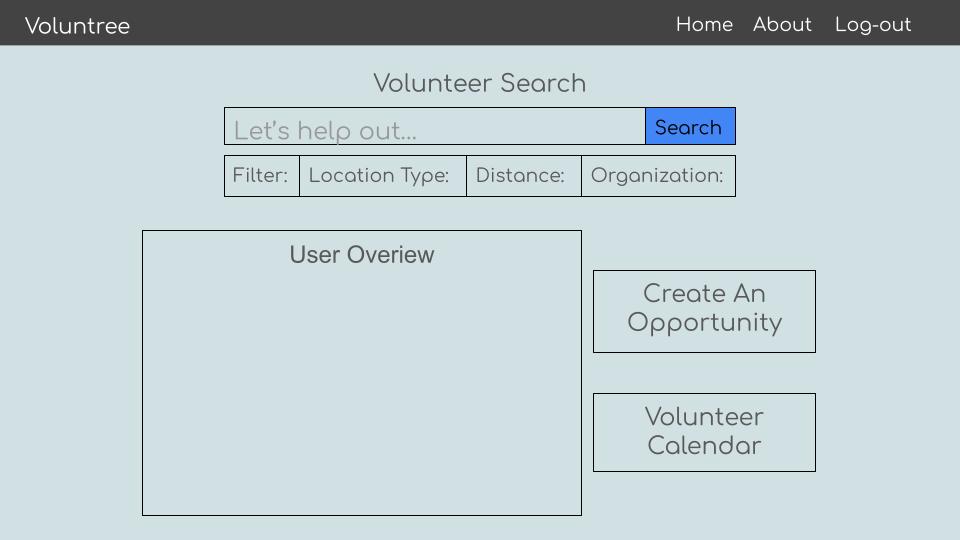 Voluntree
Home About Log-out
Volunteer Search
Let's help out...
Search
Filter: Location Type: Distance: Organization:
User Overiew
Create An
Opportunity
Volunteer
Calendar